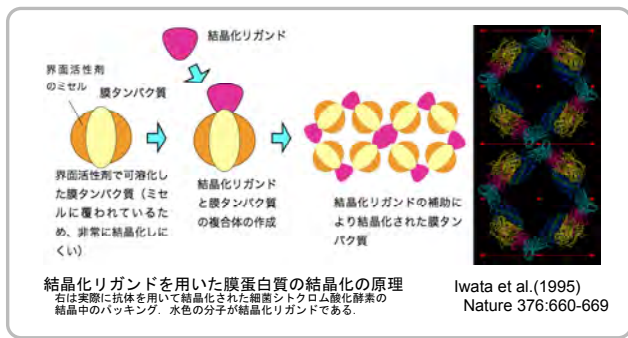 結晶化リガンド
界面活性剤
のミセル
膜タンパク質
界面活性剤で可溶化し
た膜タンパク質(ミセ
ルに覆われているた
め、非常に結晶化しに
くい)
結晶化リガンド
と膜タンパク質
の複合体の作成
結晶化リガンドの補助に
より結晶化された膜タン
パク質
結晶化リガンドを用いた膜蛋白質の結晶化の原理
右は実際に抗体を用いて結晶化された細菌シトクロム酸化酵素の
結晶中のパッキング. 水色の分子が結晶化リガンドである.
Iwata et al.(1995)
Nature 376:660-669